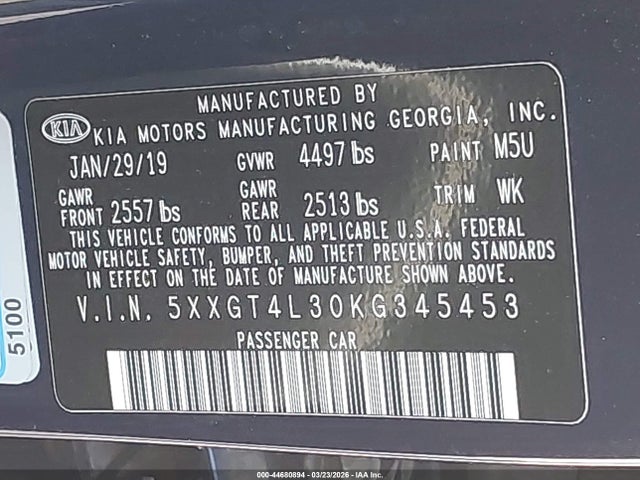 MANUFACTURED BY
KIA KIA MOTORS MANUFACTURING GEORGIA, INC.
JAN/29/19 GVWR 4497 lbs PAINT M5U
GAWR FRONT 2557 lbs GAWR REAR 2513 lbs TRIM WK
THIS VEHICLE CONFORMS TO ALL APPLICABLE U.S.A. FEDERAL
MOTOR VEHICLE SAFETY, BUMPER, AND THEFT PREVENTION STANDARDS
IN EFFECT ON THE DATE OF MANUFACTURE SHOWN ABOVE.
V.I.N. 5XXGT4L30KG345453
PASSENGER CAR
5100
000-44680894 - 03/23/2026 - COPYRIGHT IAA, Inc.